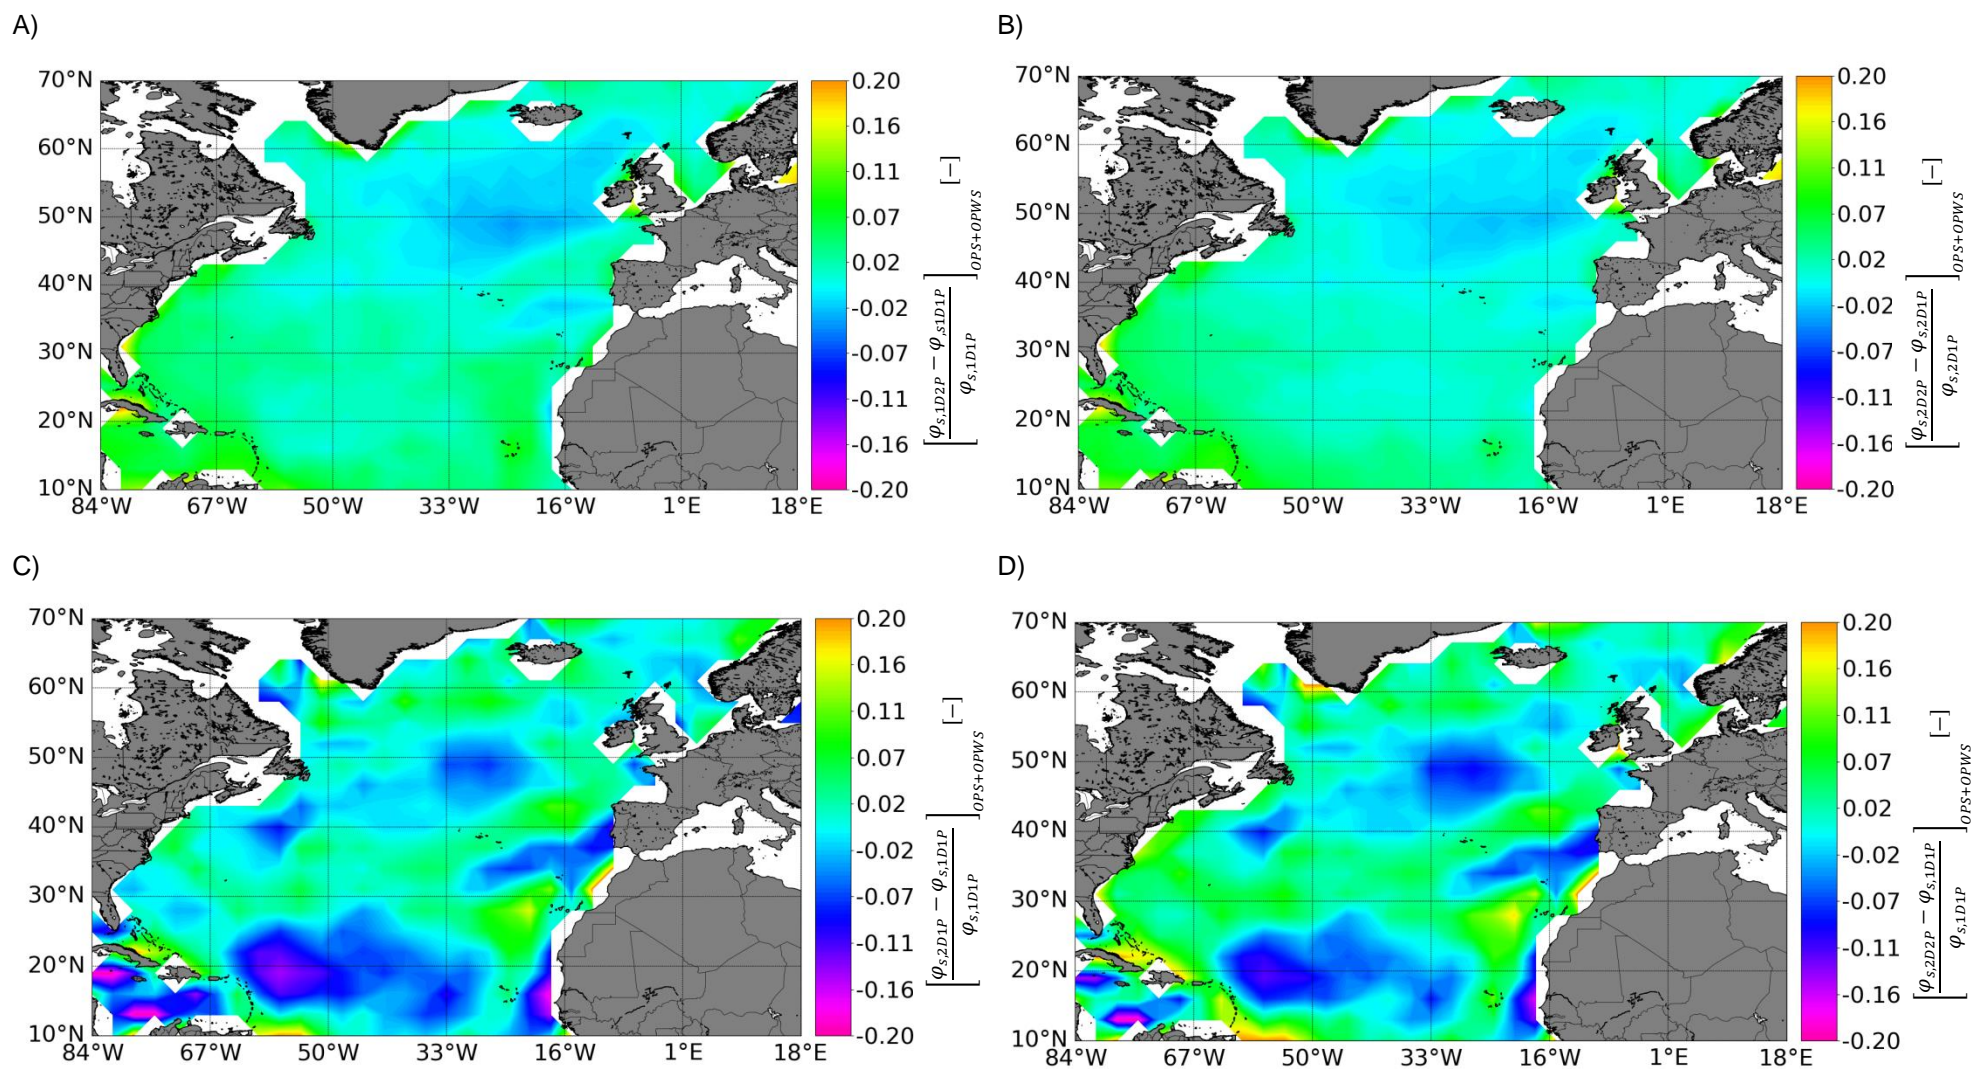 A)
70°N
60°N
50°N
40°N
30°N
20°N
10°N
84°W 67°W 50°W 33°W 16°W 1°E 18°E
0.20
0.16
0.11
0.07
0.02
-0.02
-0.07
-0.11
-0.16
-0.20
[φs,1D2P − φ,s1D1P / φs,1D1P]OPS+OPWS [−]
B)
70°N
60°N
50°N
40°N
30°N
20°N
10°N
84°W 67°W 50°W 33°W 16°W 1°E 18°E
0.20
0.16
0.11
0.07
0.02
-0.02
-0.07
-0.11
-0.16
-0.20
[φs,2D2P − φs,2D1P / φs,2D1P]OPS+OPWS [−]
C)
70°N
60°N
50°N
40°N
30°N
20°N
10°N
84°W 67°W 50°W 33°W 16°W 1°E 18°E
0.20
0.16
0.11
0.07
0.02
-0.02
-0.07
-0.11
-0.16
-0.20
[φs,2D1P − φs,1D1P / φs,1D1P]OPS+OPWS [−]
D)
70°N
60°N
50°N
40°N
30°N
20°N
10°N
84°W 67°W 50°W 33°W 16°W 1°E 18°E
0.20
0.16
0.11
0.07
0.02
-0.02
-0.07
-0.11
-0.16
-0.20
[φs,2D2P − φs,1D1P / φs,1D1P]OPS+OPWS [−]